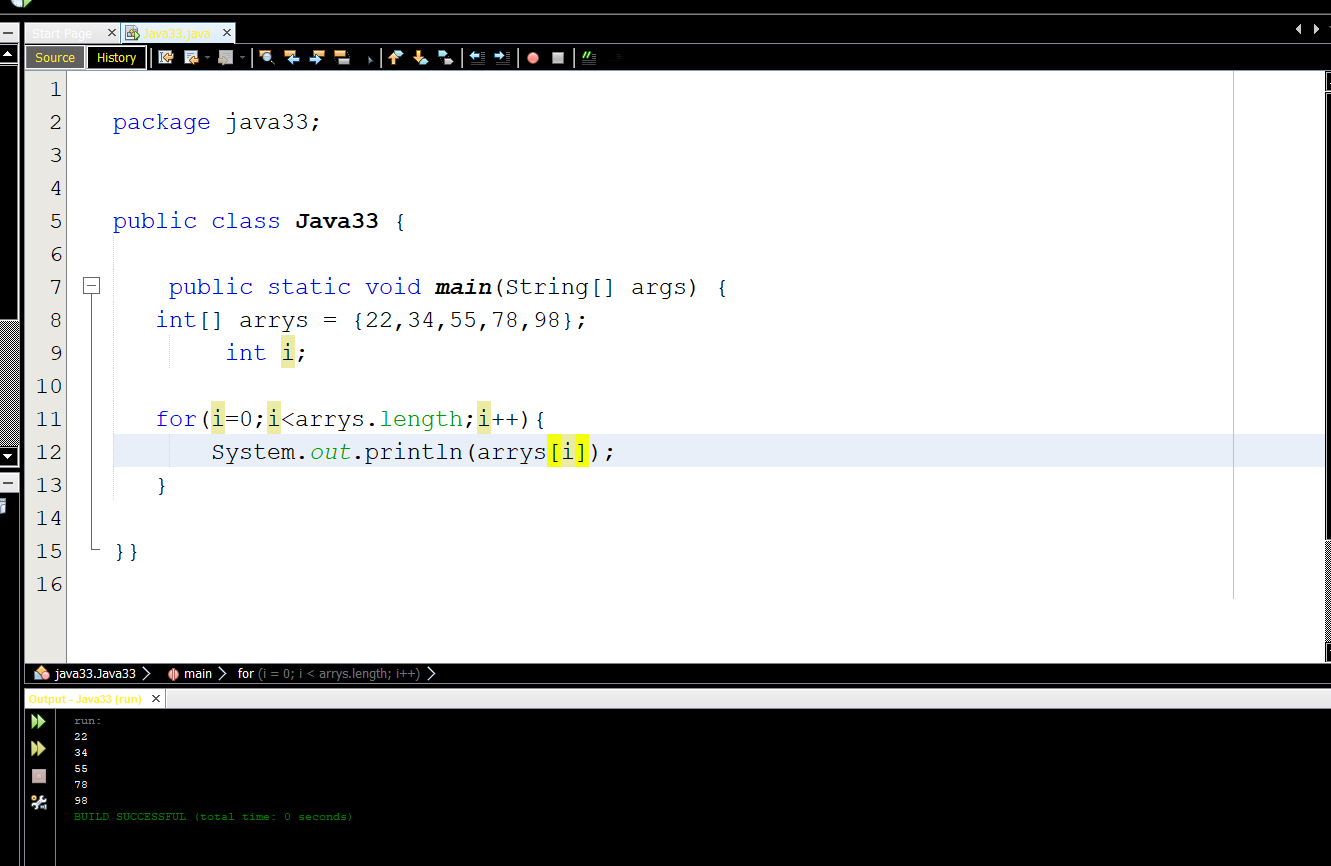 Start Page
Java33.java
Source History
1
2 package java33;
3
4
5 public class Java33 {
6
7 public static void main(String[] args) {
8 int[] arrys = {22,34,55,78,98};
9 int i;
10
11 for(i=0;i<arrys.length;i++){
12 System.out.println(arrys[i]);
13 }
14
15 }}
16
java33.Java33 main for (i = 0; i < arrys.length; i++)
Output - Java33 (run)
run:
22
34
55
78
98
BUILD SUCCESSFUL (total time: 0 seconds)